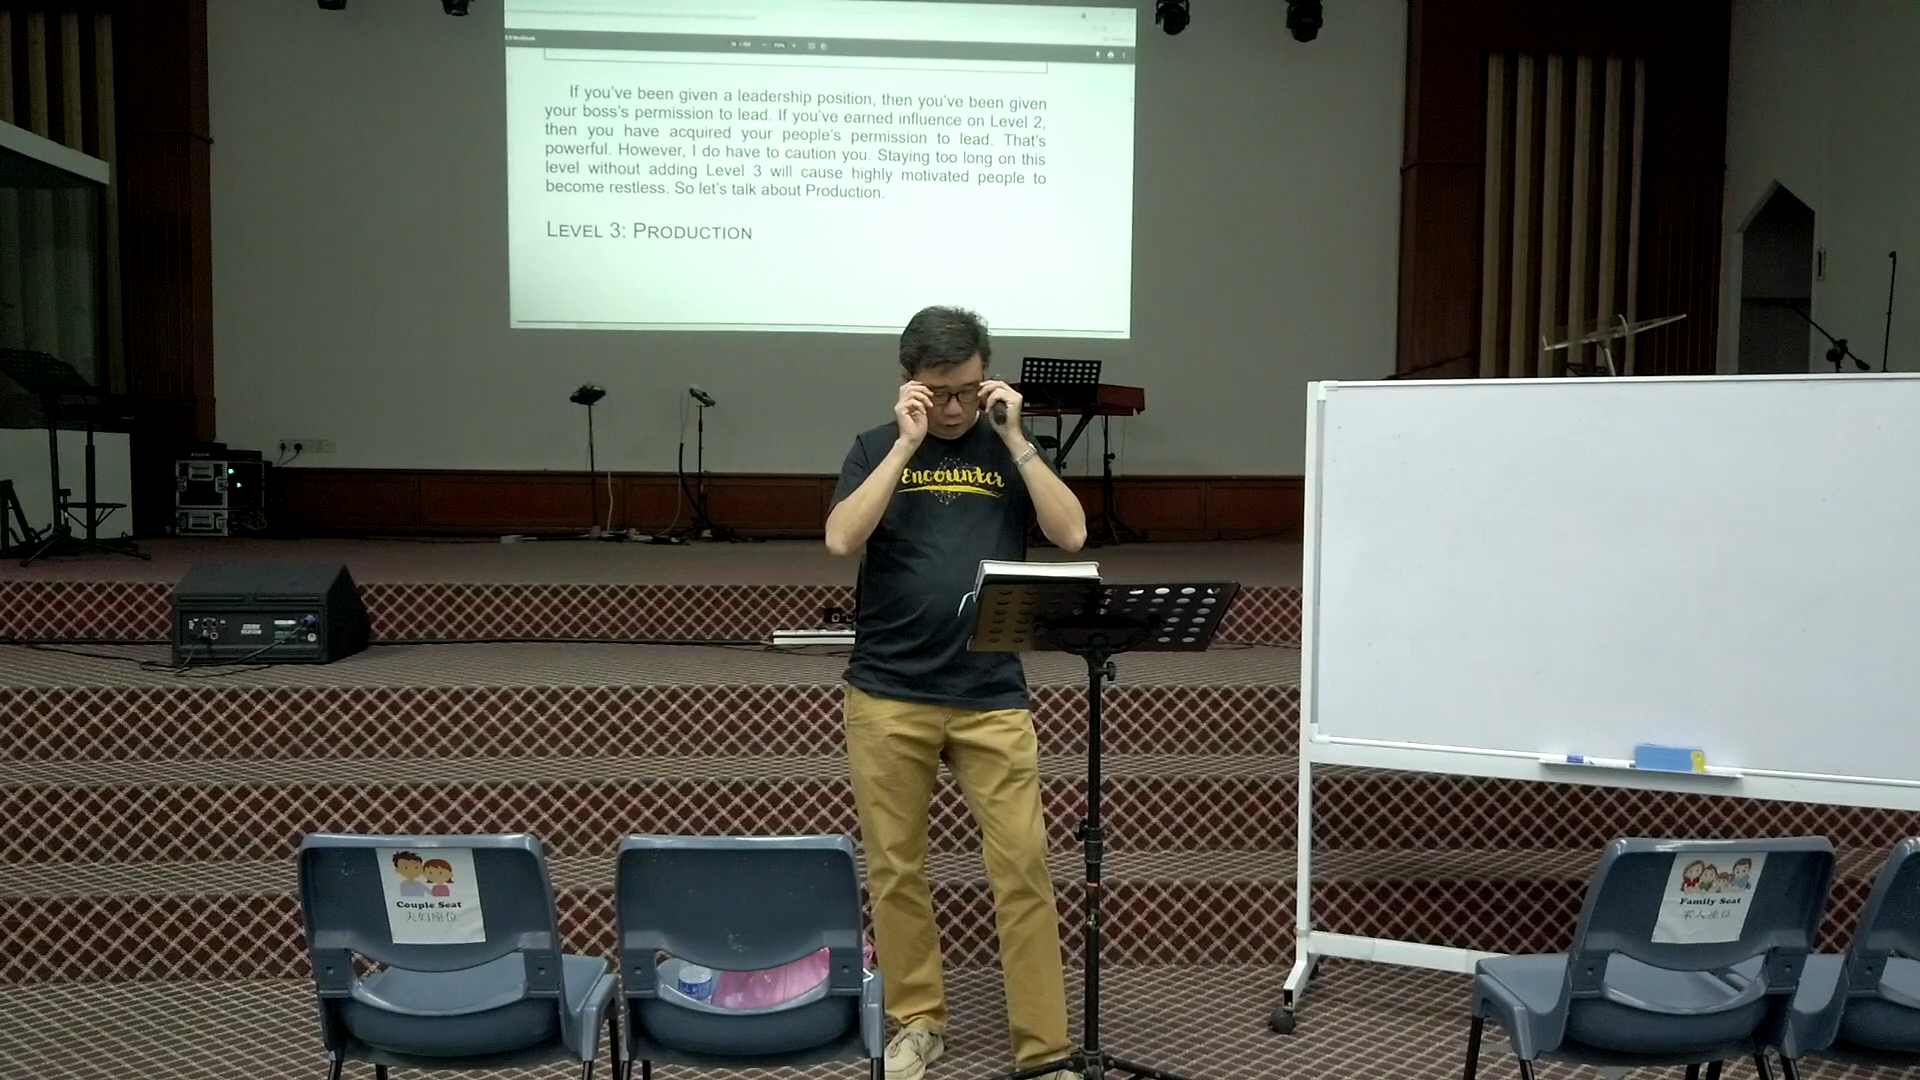 If you've been given a leadership position, then you've been given
your boss's permission to lead. If you've earned influence on Level 2,
then you have acquired your people's permission to lead. That's
powerful. However, I do have to caution you. Staying too long on this
level without adding Level 3 will cause highly motivated people to
become restless. So let's talk about Production.
LEVEL 3: PRODUCTION
Encounter
Couple Seat
夫妇座位
Family Seat
家人座位